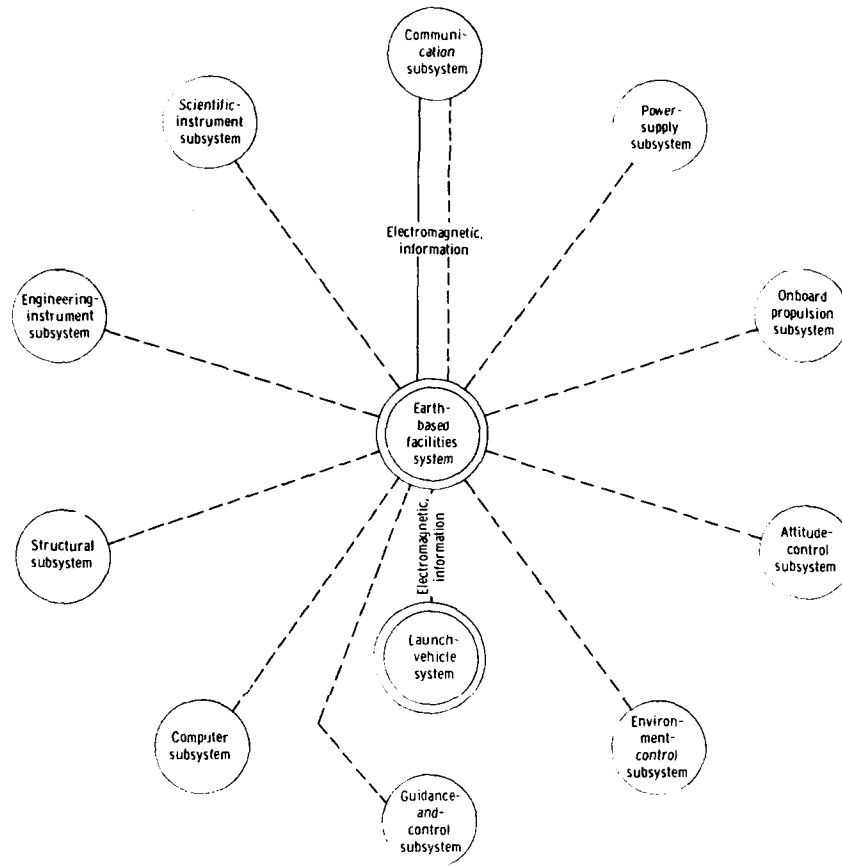 Communi-
cation
subsystem
Scientific-
instrument
subsystem
Power-
supply
subsystem
Electromagnetic,
information
Engineering-
instrument
subsystem
Onboard
propulsion
subsystem
Earth-
based
facilities
system
Structural
subsystem
Electromagnetic,
information
Attitude-
control
subsystem
Launch-
vehicle
system
Computer
subsystem
Environ-
ment-
control
subsystem
Guidance-
and-
control
subsystem